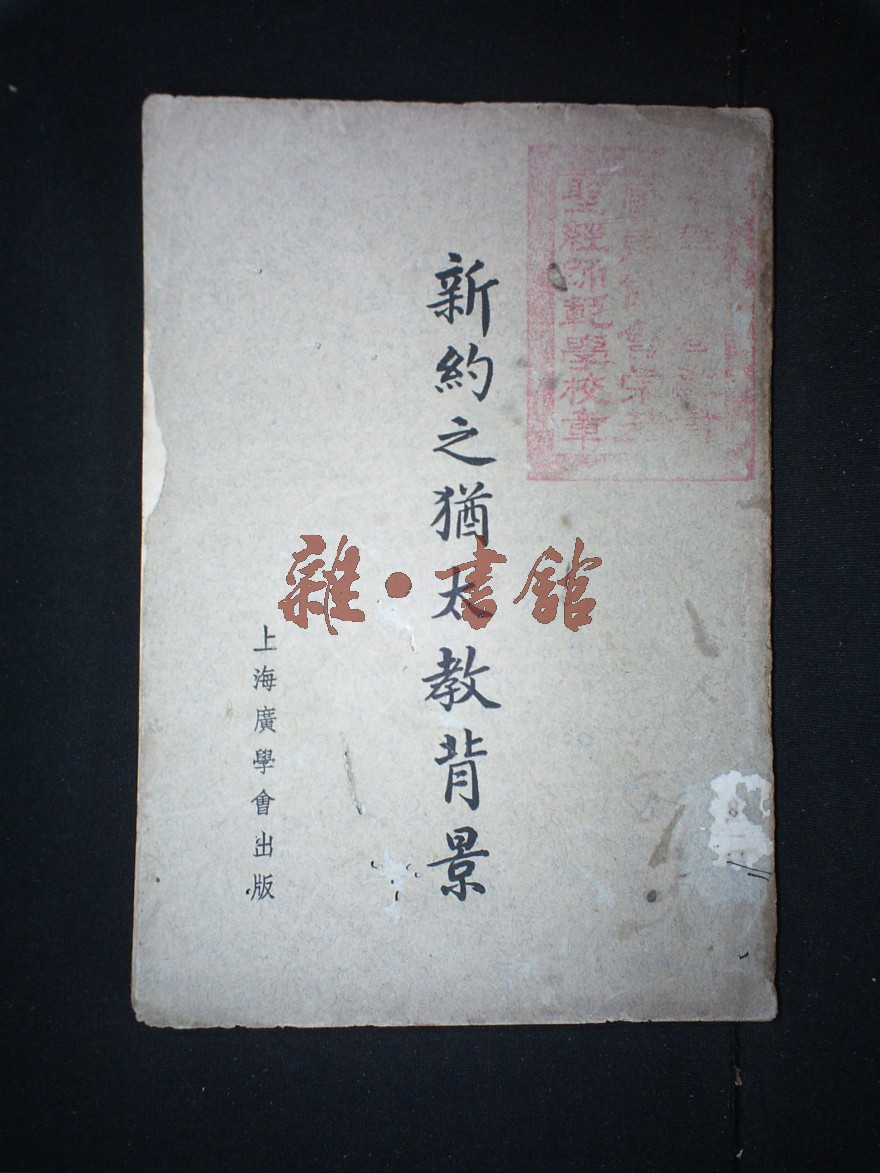 聖經師範學校章
新約之猶太教背景
上海廣學會出版
雜·書館